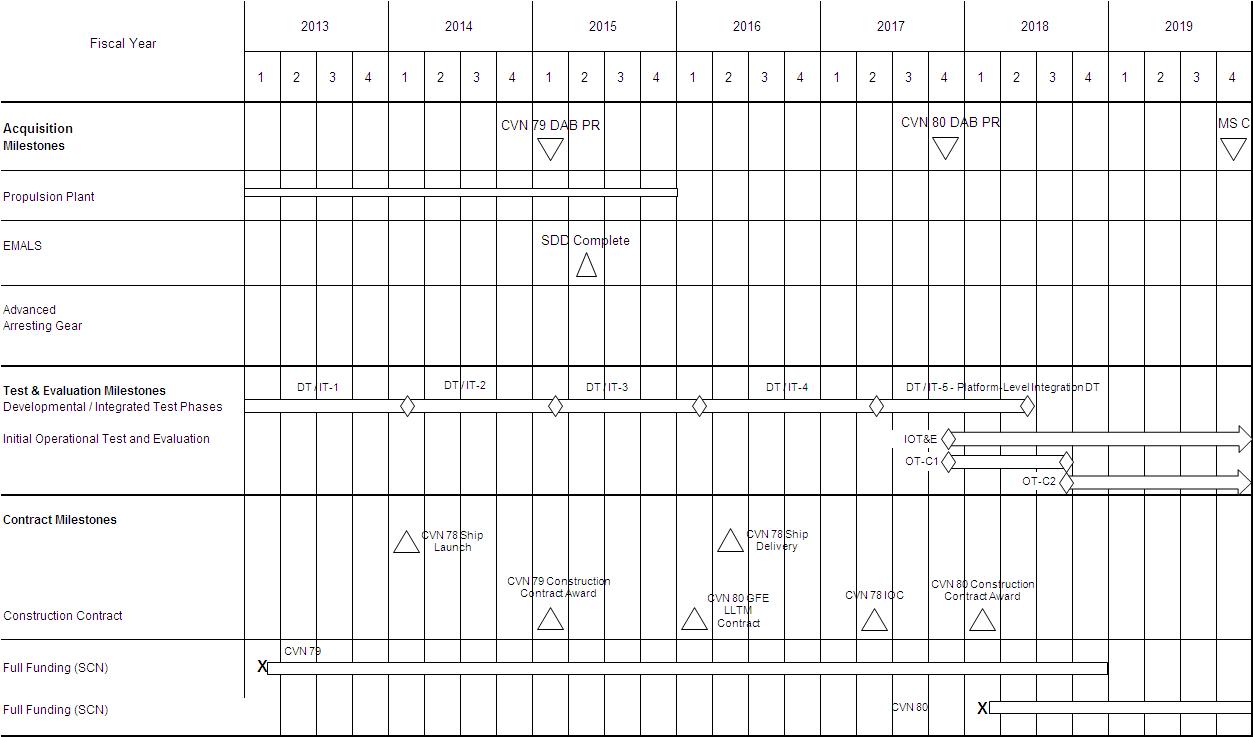 Fiscal Year
2013 2014 2015 2016 2017 2018 2019
1 2 3 4 1 2 3 4 1 2 3 4 1 2 3 4 1 2 3 4 1 2 3 4 1 2 3 4
Acquisition
Milestones
CVN 79 DAB PR
CVN 80 DAB PR
MS C
Propulsion Plant
EMALS
SDD Complete
Advanced
Arresting Gear
Test & Evaluation Milestones
Developmental / Integrated Test Phases
DT / IT-1
DT / IT-2
DT / IT-3
DT / IT-4
DT / IT-5 - Platform-Level Integration DT
Initial Operational Test and Evaluation
IOT&E
OT-C1
OT-C2
Contract Milestones
CVN 78 Ship
Launch
CVN 78 Ship
Delivery
Construction Contract
CVN 79 Construction
Contract Award
CVN 80 GFE
LLTM
Contract
CVN 78 IOC
CVN 80 Construction
Contract Award
Full Funding (SCN)
X
CVN 79
Full Funding (SCN)
CVN 80
X